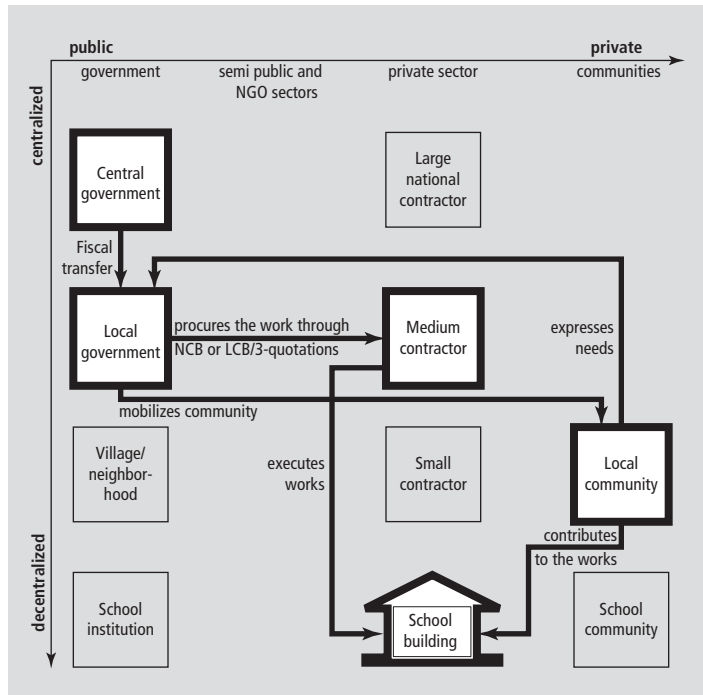 public
private
government
semi public and
NGO sectors
private sector
communities
centralized
decentralized
Central
government
Large
national
contractor
Fiscal
transfer
Local
government
procures the work through
NCB or LCB/3-quotations
Medium
contractor
expresses
needs
mobilizes community
Village/
neighbor-
hood
executes
works
Small
contractor
Local
community
contributes
to the works
School
institution
School
building
School
community